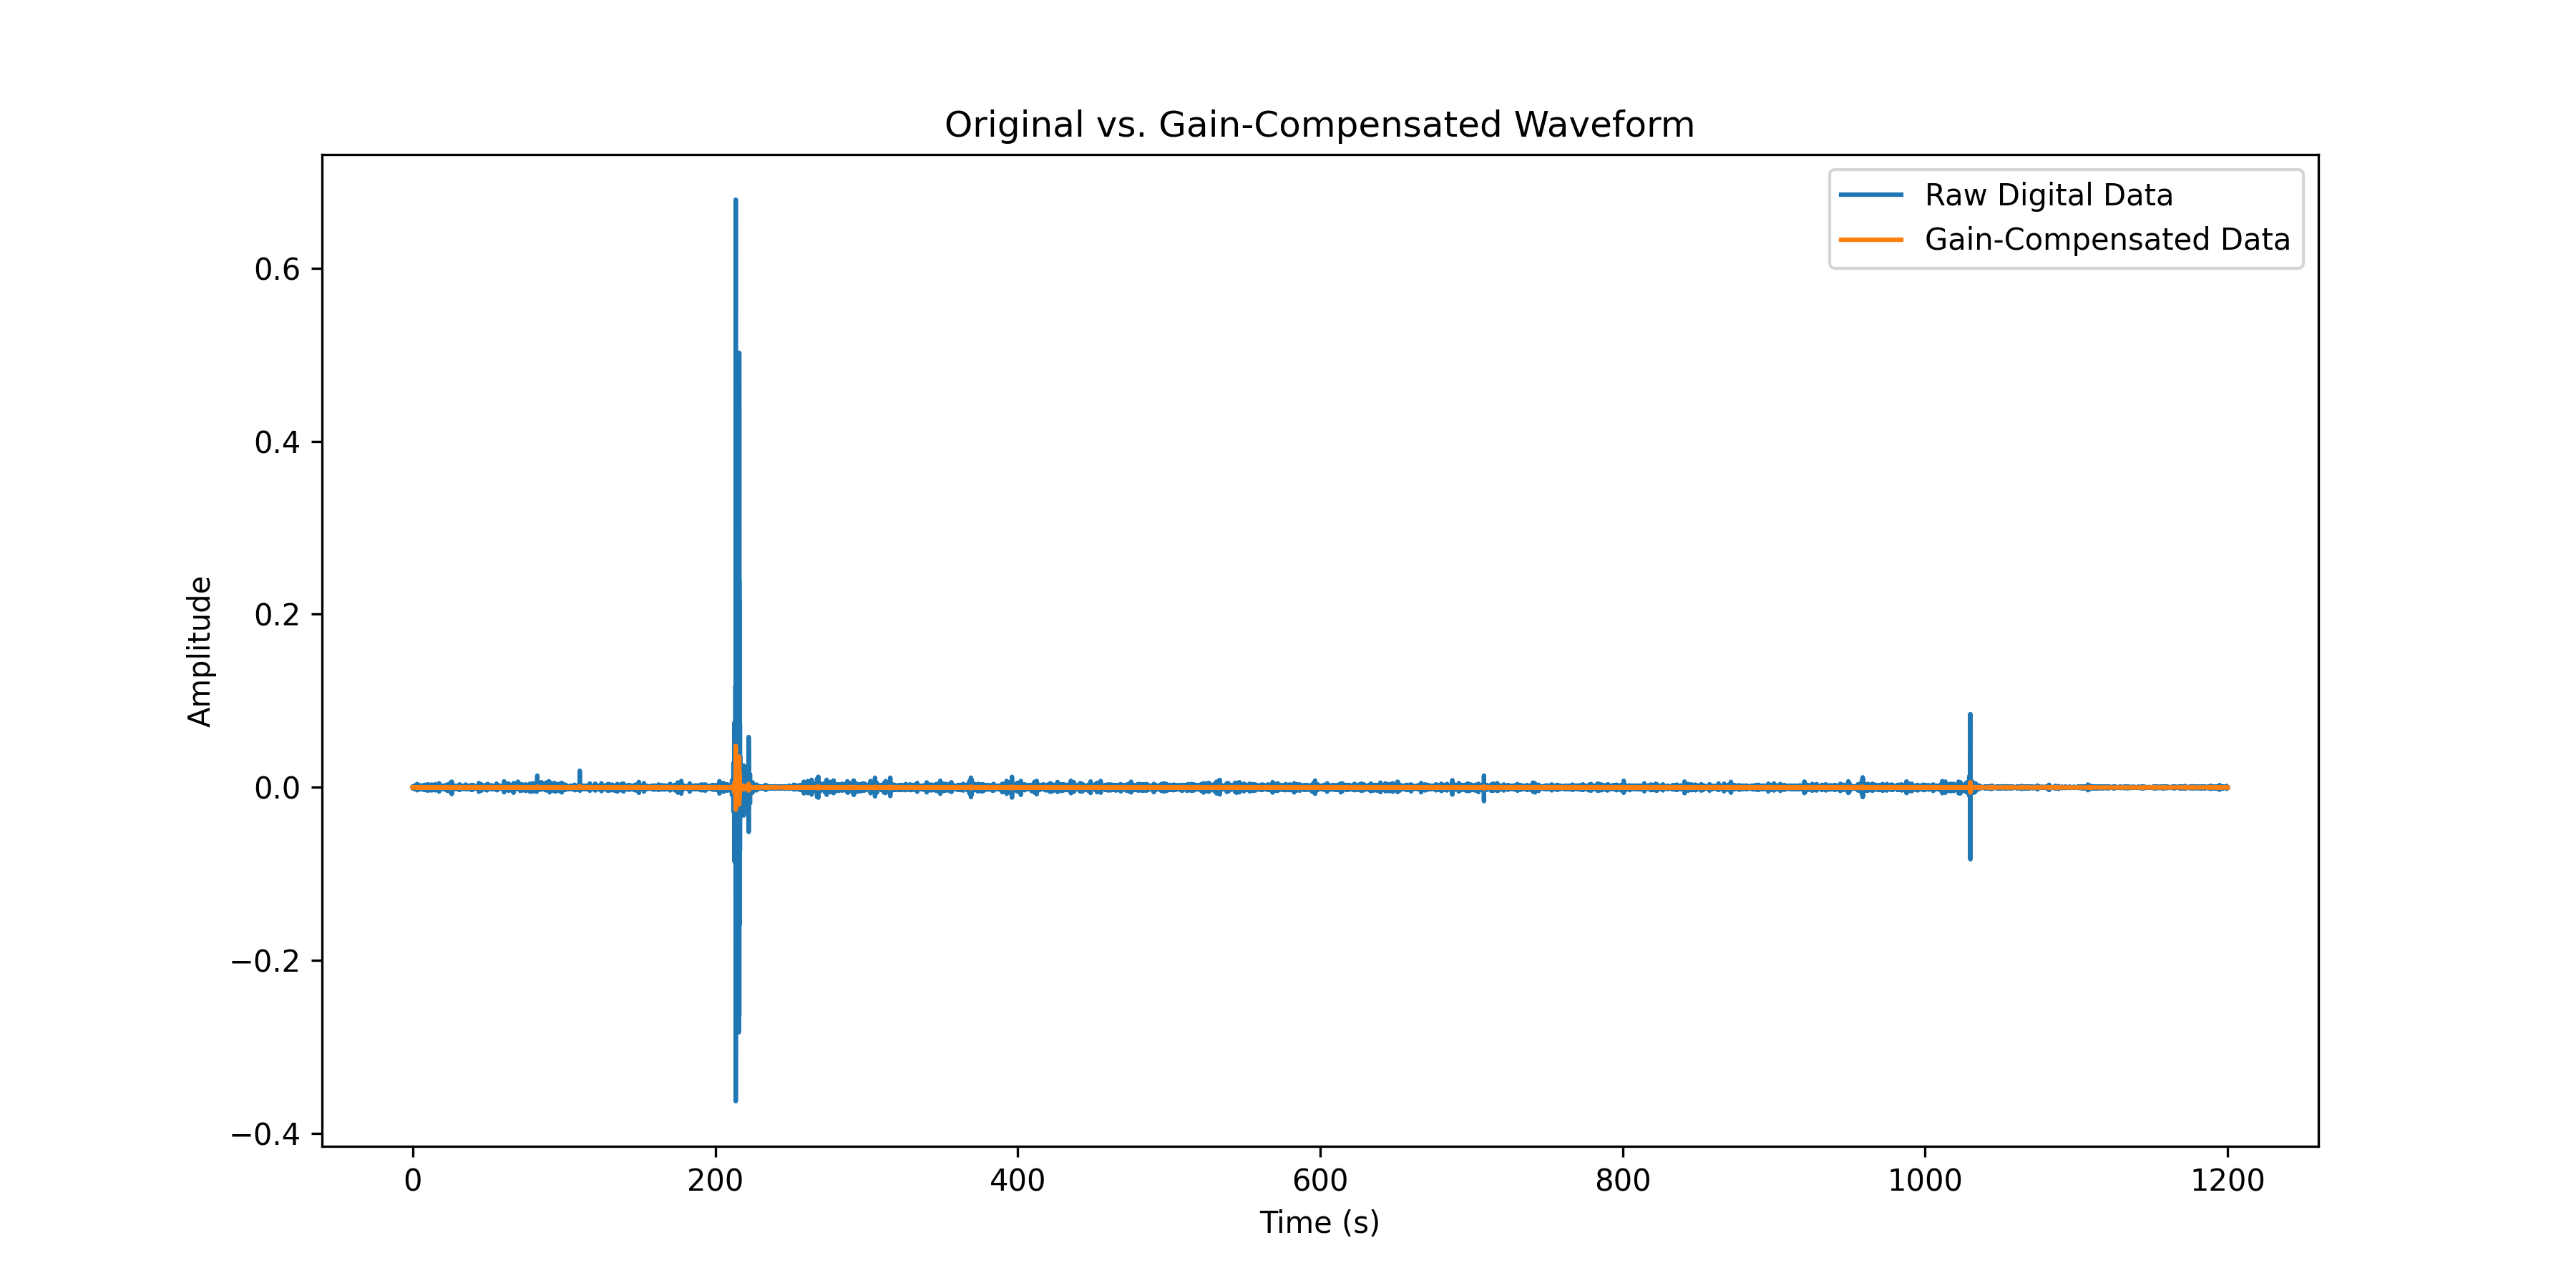 Original vs. Gain-Compensated Waveform
Raw Digital Data
Gain-Compensated Data
0.6
0.4
0.2
0.0
−0.2
−0.4
Amplitude
0 200 400 600 800 1000 1200
Time (s)